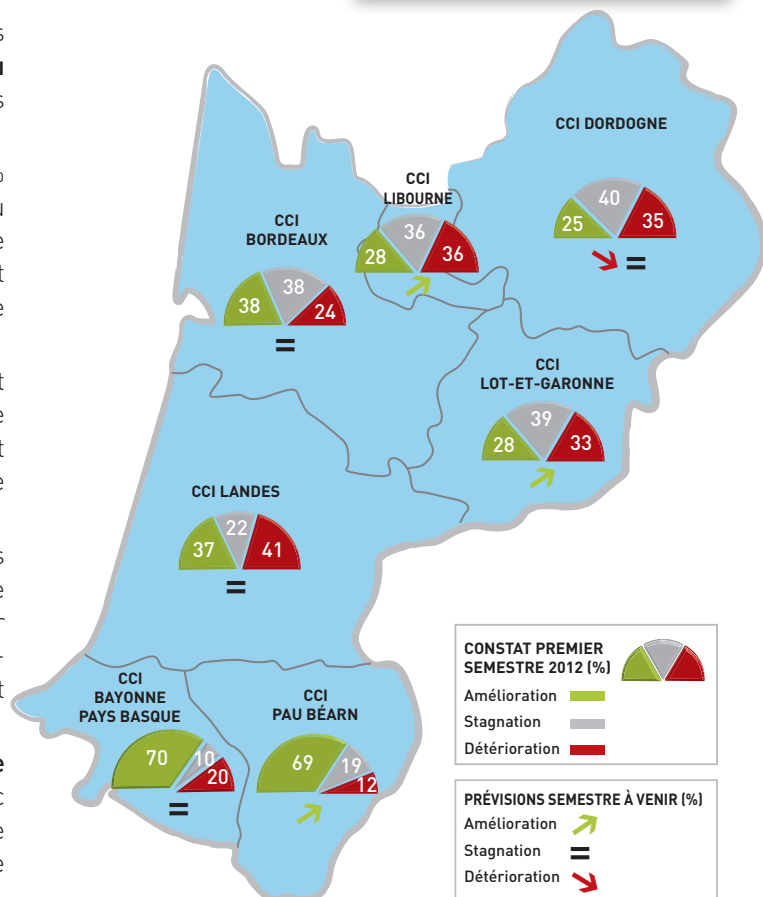 CCI DORDOGNE
25 40 35
=
CCI
LIBOURNE
28 36 36
CCI
BORDEAUX
38 38 24
=
CCI
LOT-ET-GARONNE
28 39 33
CCI LANDES
37 22 41
=
CCI
BAYONNE
PAYS BASQUE
70 10 20
=
CCI
PAU BÉARN
69 19 12
CONSTAT PREMIER
SEMESTRE 2012 (%)
Amélioration
Stagnation
Détérioration
PRÉVISIONS SEMESTRE À VENIR (%)
Amélioration
Stagnation =
Détérioration